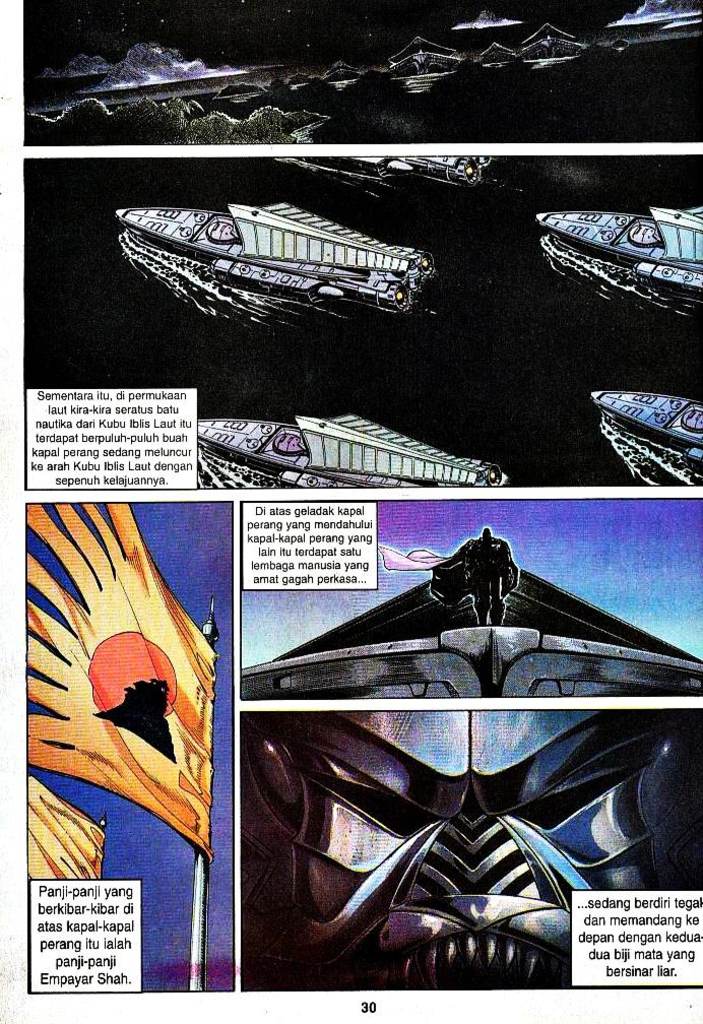 Sementara itu, di permukaan
laut kira-kira seratus batu
nautika dari Kubu Iblis Laut itu
terdapat berpuluh-puluh buah
kapal perang sedang meluncur
ke arah Kubu Iblis Laut dengan
sepenuh kelajuannya.
Di atas geladak kapal
perang yang mendahului
kapal-kapal perang yang
lain itu terdapat satu
lembaga manusia yang
amat gagah perkasa...
Panji-panji yang
berkibar-kibar di
atas kapal-kapal
perang itu ialah
panji-panji
Empayar Shah.
...sedang berdiri tegak
dan memandang ke
depan dengan kedua-
dua biji mata yang
bersinar liar.
30